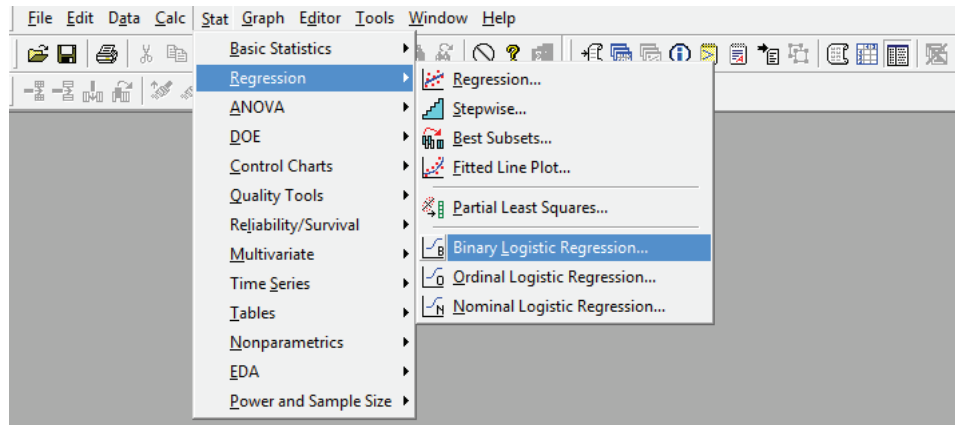 File Edit Data Calc Stat Graph Editor Tools Window Help
Basic Statistics
Regression
ANOVA
DOE
Control Charts
Quality Tools
Reliability/Survival
Multivariate
Time Series
Tables
Nonparametrics
EDA
Power and Sample Size
Regression...
Stepwise...
Best Subsets...
Fitted Line Plot...
Partial Least Squares...
Binary Logistic Regression...
Ordinal Logistic Regression...
Nominal Logistic Regression...